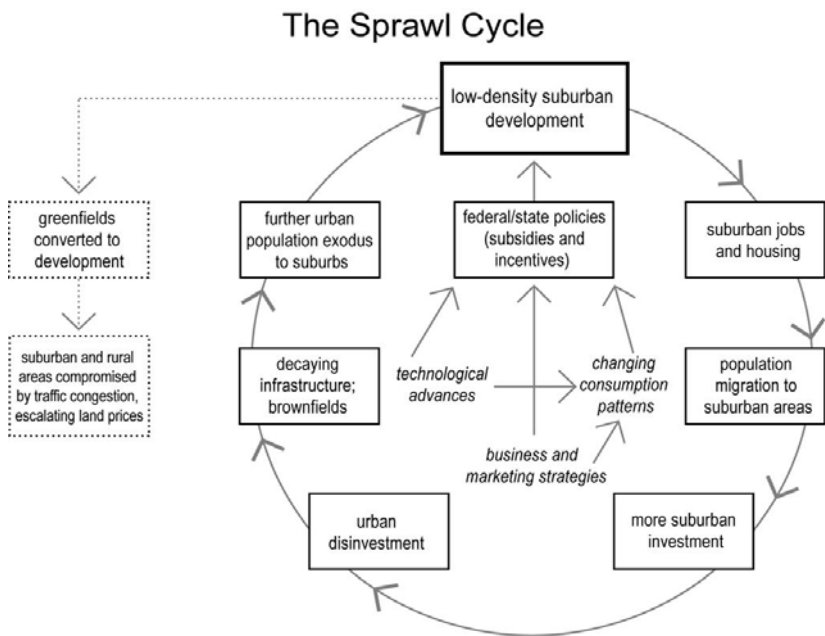 The Sprawl Cycle
low-density suburban
development
greenfields
converted to
development
further urban
population exodus
to suburbs
federal/state policies
(subsidies and
incentives)
suburban jobs
and housing
suburban and rural
areas compromised
by traffic congestion,
escalating land prices
decaying
infrastructure;
brownfields
technological
advances
changing
consumption
patterns
population
migration to
suburban areas
business and
marketing strategies
urban
disinvestment
more suburban
investment